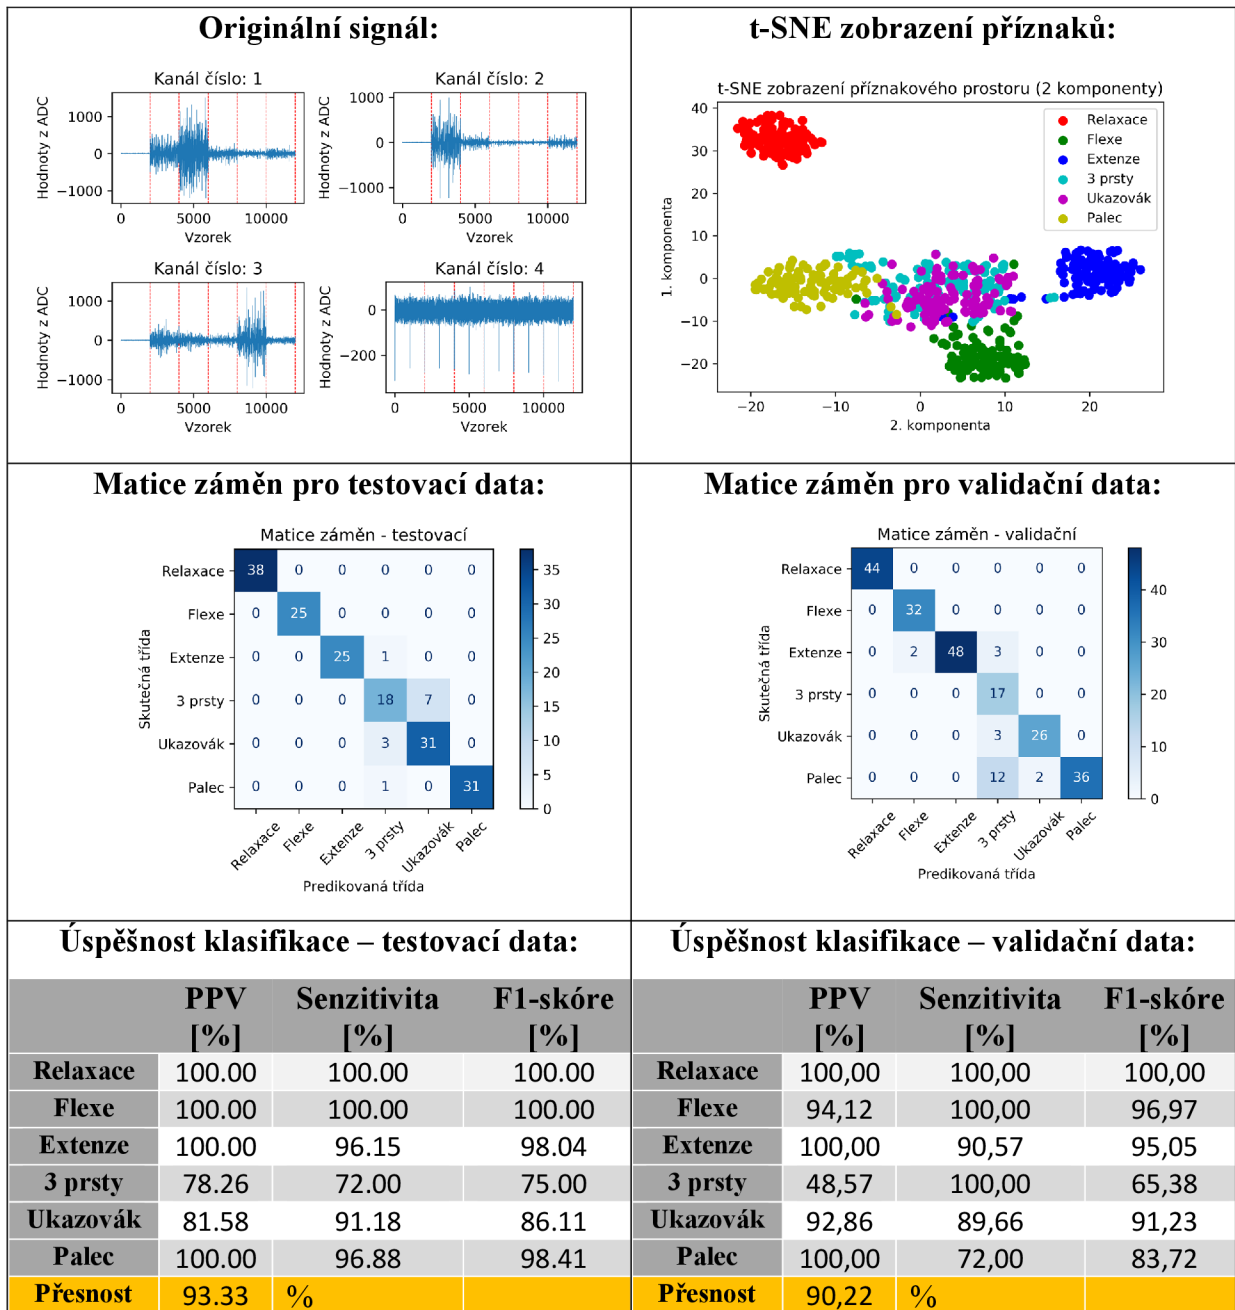 Originální signál:
Kanál číslo: 1
Hodnoty z ADC
1000
0
−1000
0
5000
10000
Vzorek
Kanál číslo: 2
Hodnoty z ADC
1000
0
−1000
0
5000
10000
Vzorek
Kanál číslo: 3
Hodnoty z ADC
1000
0
−1000
0
5000
10000
Vzorek
Kanál číslo: 4
Hodnoty z ADC
0
−200
0
5000
10000
Vzorek
t-SNE zobrazení příznaků:
t-SNE zobrazení příznakového prostoru (2 komponenty)
1. komponenta
40
30
20
10
0
−10
−20
Relaxace
Flexe
Extenze
3 prsty
Ukazovák
Palec
−20 −10 0 10 20
2. komponenta
Matice záměn pro testovací data:
Matice záměn - testovací
Skutečná třída
Relaxace 38 0 0 0 0 0
Flexe 0 25 0 0 0 0
Extenze 0 0 25 1 0 0
3 prsty 0 0 0 18 7 0
Ukazovák 0 0 0 3 31 0
Palec 0 0 0 1 0 31
Relaxace Flexe Extenze 3 prsty Ukazovák Palec
Predikovaná třída
35
30
25
20
15
10
5
0
Matice záměn pro validační data:
Matice záměn - validační
Skutečná třída
Relaxace 44 0 0 0 0 0
Flexe 0 32 0 0 0 0
Extenze 0 2 48 3 0 0
3 prsty 0 0 0 17 0 0
Ukazovák 0 0 0 3 26 0
Palec 0 0 0 12 2 36
Relaxace Flexe Extenze 3 prsty Ukazovák Palec
Predikovaná třída
40
30
20
10
0
Úspěšnost klasifikace – testovací data:
PPV [%] Senzitivita [%] F1-skóre [%]
Relaxace 100.00 100.00 100.00
Flexe 100.00 100.00 100.00
Extenze 100.00 96.15 98.04
3 prsty 78.26 72.00 75.00
Ukazovák 81.58 91.18 86.11
Palec 100.00 96.88 98.41
Přesnost 93.33 %
Úspěšnost klasifikace – validační data:
PPV [%] Senzitivita [%] F1-skóre [%]
Relaxace 100,00 100,00 100,00
Flexe 94,12 100,00 96,97
Extenze 100,00 90,57 95,05
3 prsty 48,57 100,00 65,38
Ukazovák 92,86 89,66 91,23
Palec 100,00 72,00 83,72
Přesnost 90,22 %